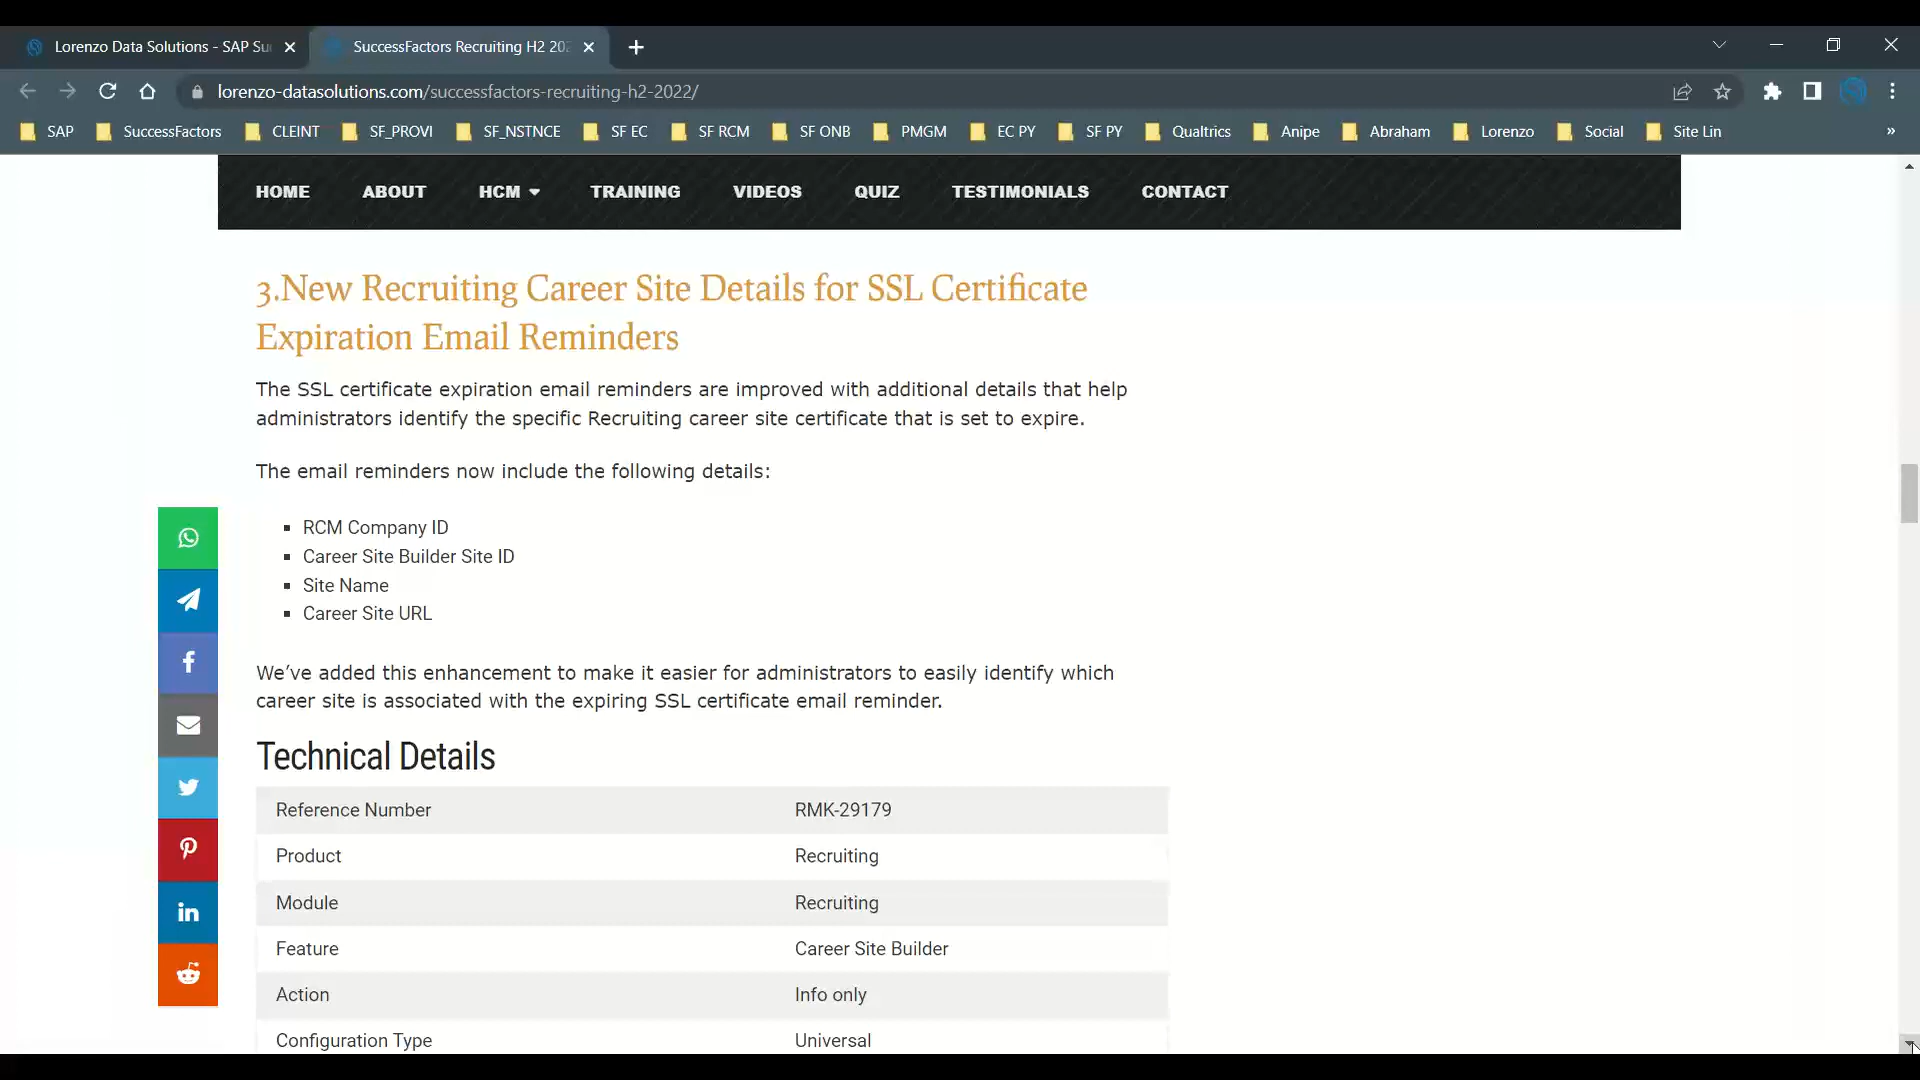 Lorenzo Data Solutions - SAP Su
SuccessFactors Recruiting H2 202
lorenzo-datasolutions.com/successfactors-recruiting-h2-2022/
SAP SuccessFactors CLEINT SF_PROVI SF_NSTNCE SF EC SF RCM SF ONB PMGM EC PY SF PY Qualtrics Anipe Abraham Lorenzo Social Site Lin »
HOME ABOUT HCM TRAINING VIDEOS QUIZ TESTIMONIALS CONTACT
3.New Recruiting Career Site Details for SSL Certificate
Expiration Email Reminders
The SSL certificate expiration email reminders are improved with additional details that help
administrators identify the specific Recruiting career site certificate that is set to expire.
The email reminders now include the following details:
RCM Company ID
Career Site Builder Site ID
Site Name
Career Site URL
We’ve added this enhancement to make it easier for administrators to easily identify which
career site is associated with the expiring SSL certificate email reminder.
Technical Details
Reference Number RMK-29179
Product Recruiting
Module Recruiting
Feature Career Site Builder
Action Info only
Configuration Type Universal